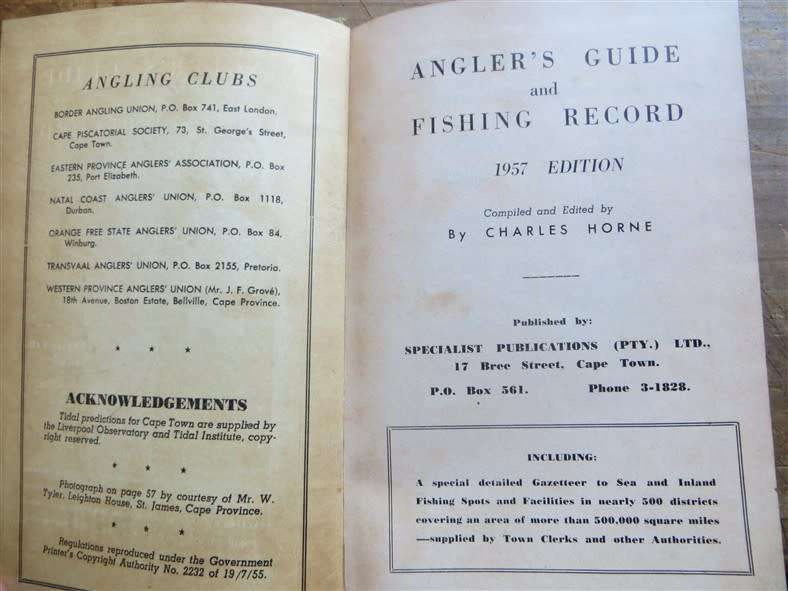 ANGLING CLUBS
BORDER ANGLING UNION, P.O. Box 741, East London.
CAPE PISCATORIAL SOCIETY, 73, St. George's Street,
Cape Town.
EASTERN PROVINCE ANGLERS' ASSOCIATION, P.O. Box
235, Port Elizabeth.
NATAL COAST ANGLERS' UNION, P.O. Box 1118,
Durban.
ORANGE FREE STATE ANGLERS' UNION, P.O. Box 84,
Winburg.
TRANSVAAL ANGLERS' UNION, P.O. Box 2155, Pretoria.
WESTERN PROVINCE ANGLERS' UNION (Mr. J. F. Grové),
18th Avenue, Boston Estate, Bellville, Cape Province.
* * *
ACKNOWLEDGEMENTS
Tidal predictions for Cape Town are supplied by
the Liverpool Observatory and Tidal Institute, copy-
right reserved.
* * *
Photograph on page 57 by courtesy of Mr. W.
Tyler, Leighton House, St. James, Cape Province.
* * *
Regulations reproduced under the Government
Printer's Copyright Authority No. 2232 of 19/7/55.
ANGLER'S GUIDE
and
FISHING RECORD
1957 EDITION
Compiled and Edited by
By CHARLES HORNE
Published by:
SPECIALIST PUBLICATIONS (PTY.) LTD.,
17 Bree Street, Cape Town.
P.O. Box 561. Phone 3-1828.
INCLUDING:
A special detailed Gazetteer to Sea and Inland
Fishing Spots and Facilities in nearly 500 districts
covering an area of more than 500,000 square miles
—supplied by Town Clerks and other Authorities.